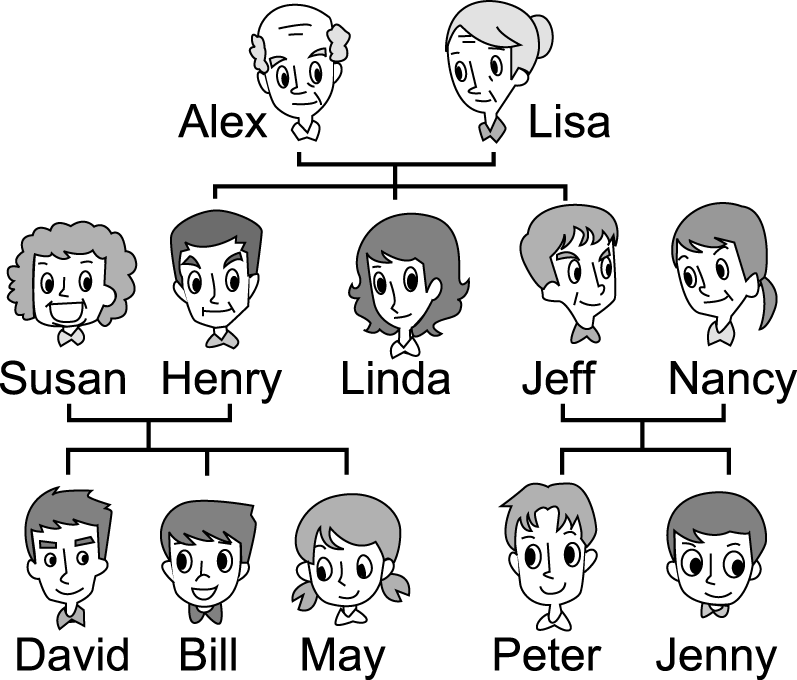 Alex Lisa
Susan Henry Linda Jeff Nancy
David Bill May Peter Jenny